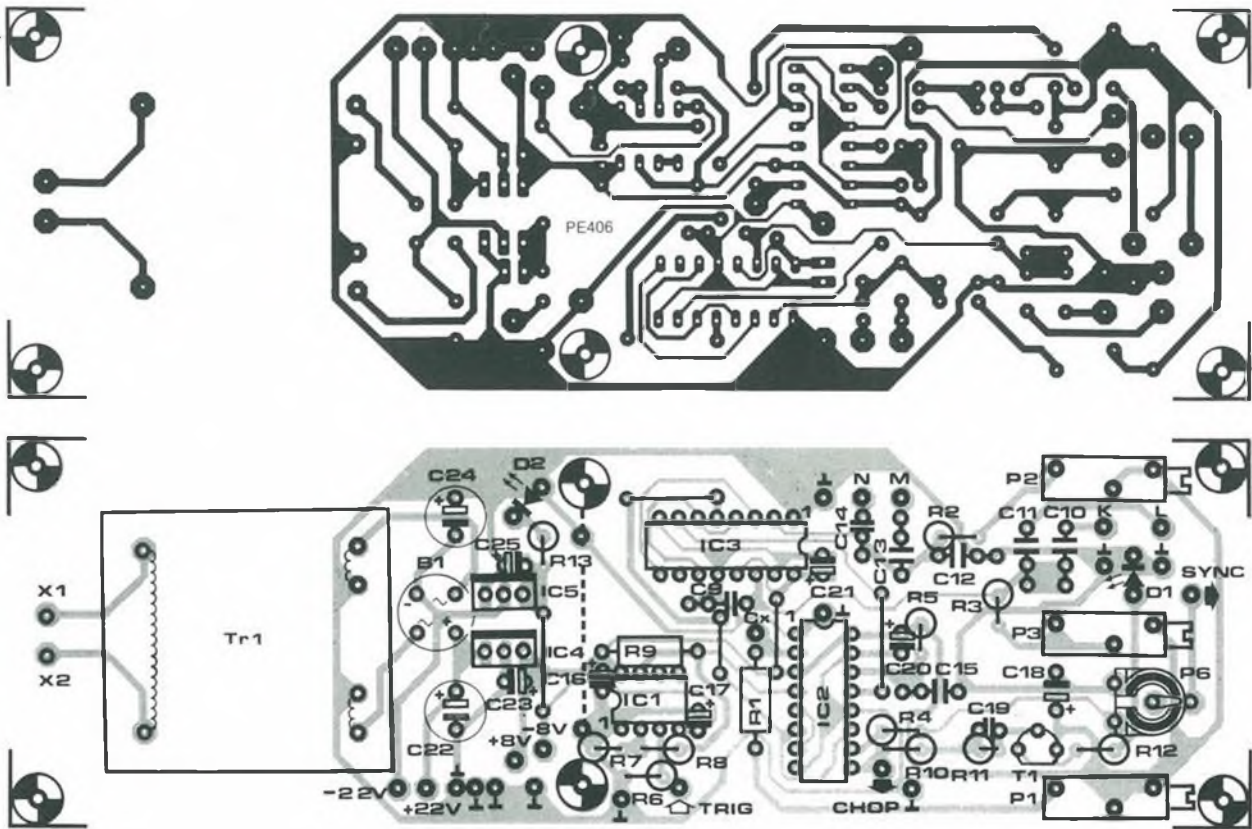 PE406
C24
D2
N
M
P2
1
R2
C11
C10
K
L
C25
R13
IC3
C14
C13
C12
B1
IC5
C9
C21
R5
R3
D1
SYNC
X1
Tr1
Cx
1
P3
X2
IC4
R9
C16
C20
C15
C18
P6
C23
IC1
C17
R1
IC2
C19
C22
-8V
+8V
1
R4
R7
R8
R10
R11
T1
R12
-22V
+22V
R6
TRIG
CHOP
P1